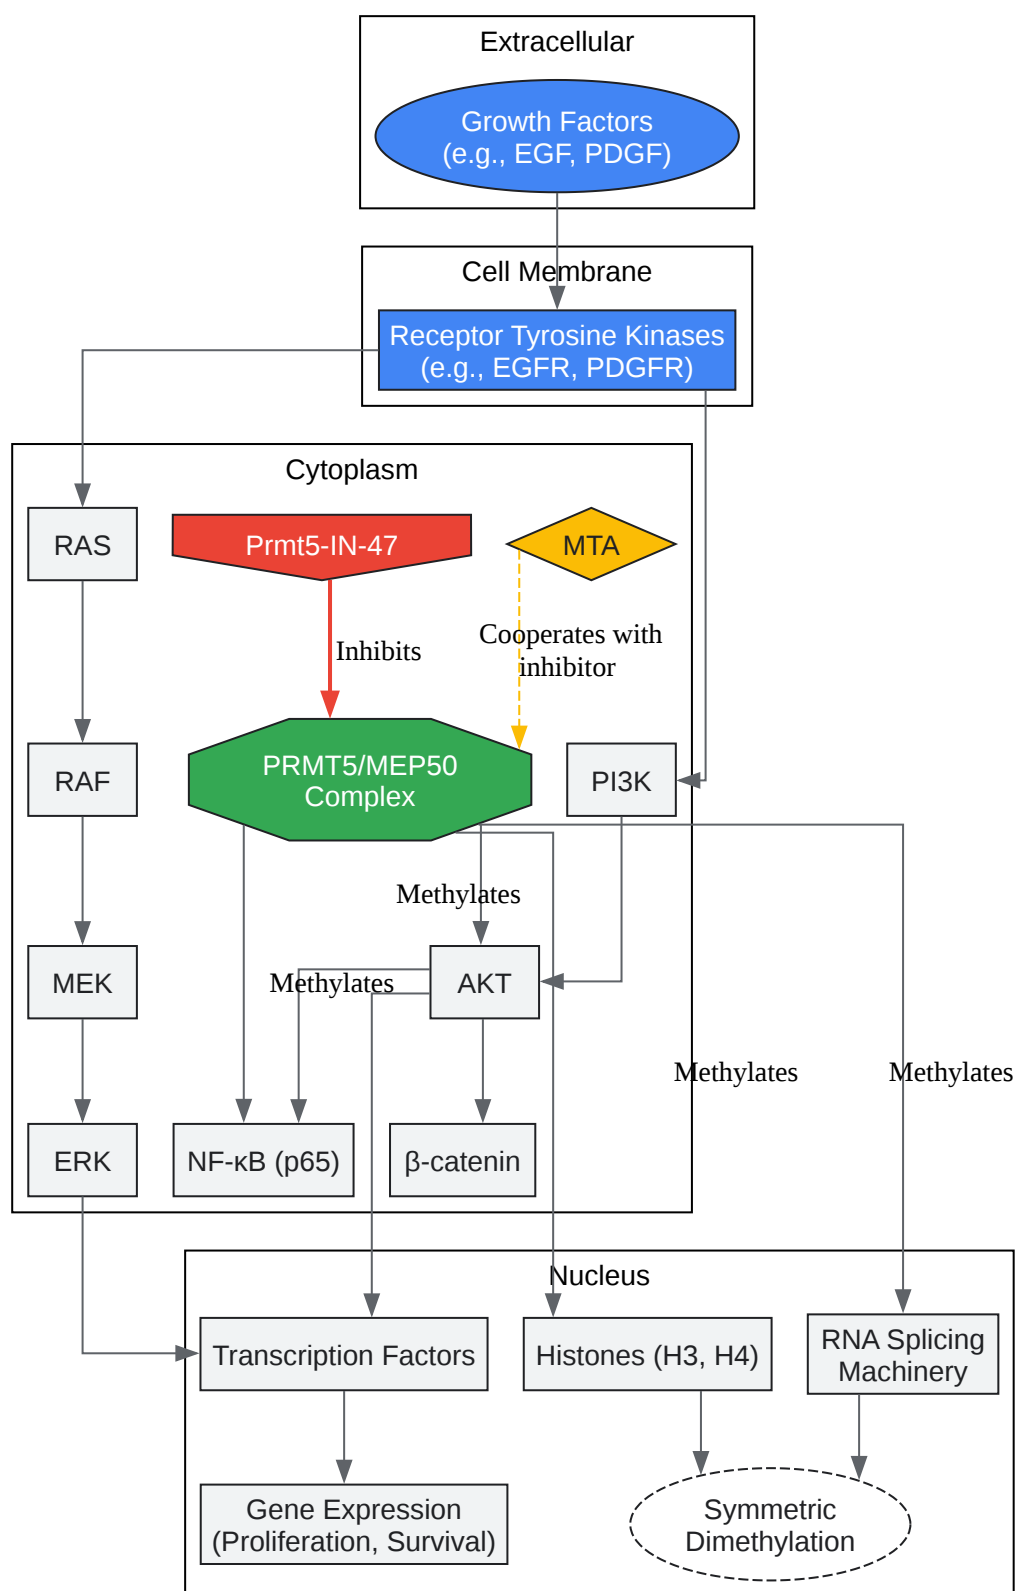 Extracellular
Growth Factors
(e.g., EGF, PDGF)
Cell Membrane
Receptor Tyrosine Kinases
(e.g., EGFR, PDGFR)
Cytoplasm
RAS
Prmt5-IN-47
MTA
Inhibits
Cooperates with
inhibitor
RAF
PRMT5/MEP50
Complex
PI3K
Methylates
MEK
Methylates
AKT
Methylates
Methylates
ERK
NF-κB (p65)
β-catenin
Nucleus
Transcription Factors
Histones (H3, H4)
RNA Splicing
Machinery
Gene Expression
(Proliferation, Survival)
Symmetric
Dimethylation